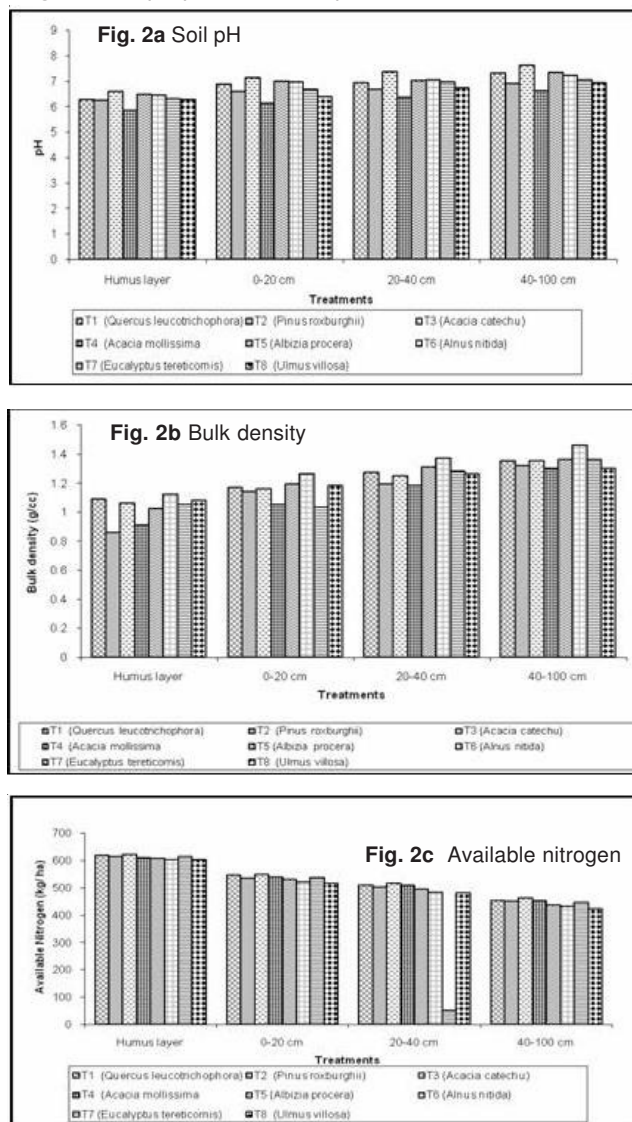 Fig. 2a Soil pH
9
8
7
6
5
4
3
2
1
0
pH
Humus layer 0-20 cm 20-40 cm 40-100 cm
Treatments
T1 (Quercus leucotrichophora) T2 (Pinus roxburghii) T3 (Acacia catechu)
T4 (Acacia mollissima T5 (Albizia procera) T6 (Alnus nitida)
T7 (Eucalyptus tereticornis) T8 (Ulmus villosa)
Fig. 2b Bulk density
1.6
1.4
1.2
1
0.8
0.6
0.4
0.2
0
Bulk density (g/cc)
Humus layer 0-20 cm 20-40 cm 40-100 cm
Treatments
T1 (Quercus leucotrichophora) T2 (Pinus roxburghii) T3 (Acacia catechu)
T4 (Acacia mollissima T5 (Albizia procera) T6 (Alnus nitida)
T7 (Eucalyptus tereticornis) T8 (Ulmus villosa)
Fig. 2c Available nitrogen
700
600
500
400
300
200
100
0
Available Nitrogen (kg/ha)
Humus layer 0-20 cm 20-40 cm 40-100 cm
Treatments
T1 (Quercus leucotrichophora) T2 (Pinus roxburghii) T3 (Acacia catechu)
T4 (Acacia mollissima T5 (Albizia procera) T6 (Alnus nitida)
T7 (Eucalyptus tereticornis) T8 (Ulmus villosa)